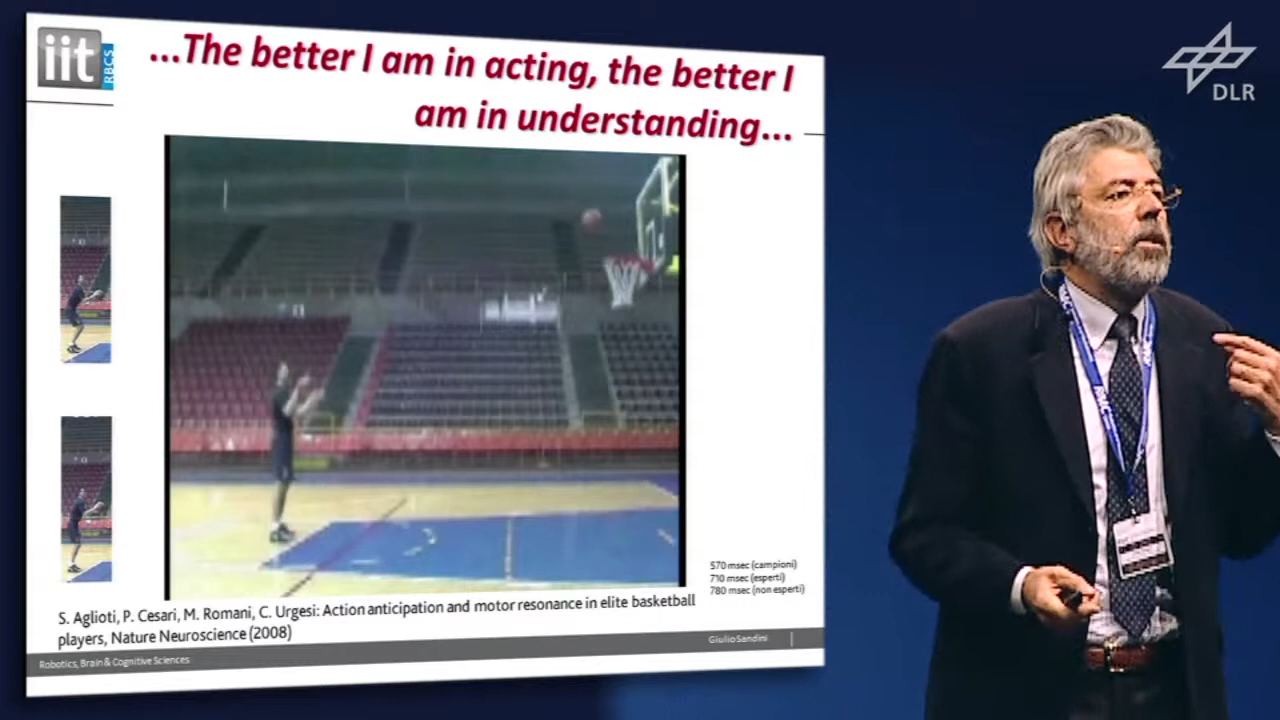 iit
RBCS
...The better I am in acting, the better I
am in understanding...
DLR
570 msec (campioni)
710 msec (esperti)
780 msec (non esperti)
S. Aglioti, P. Cesari, M. Romani, C. Urgesi: Action anticipation and motor resonance in elite basketball
players, Nature Neuroscience (2008)
Giulio Sandini
Robotics, Brain & Cognitive Sciences